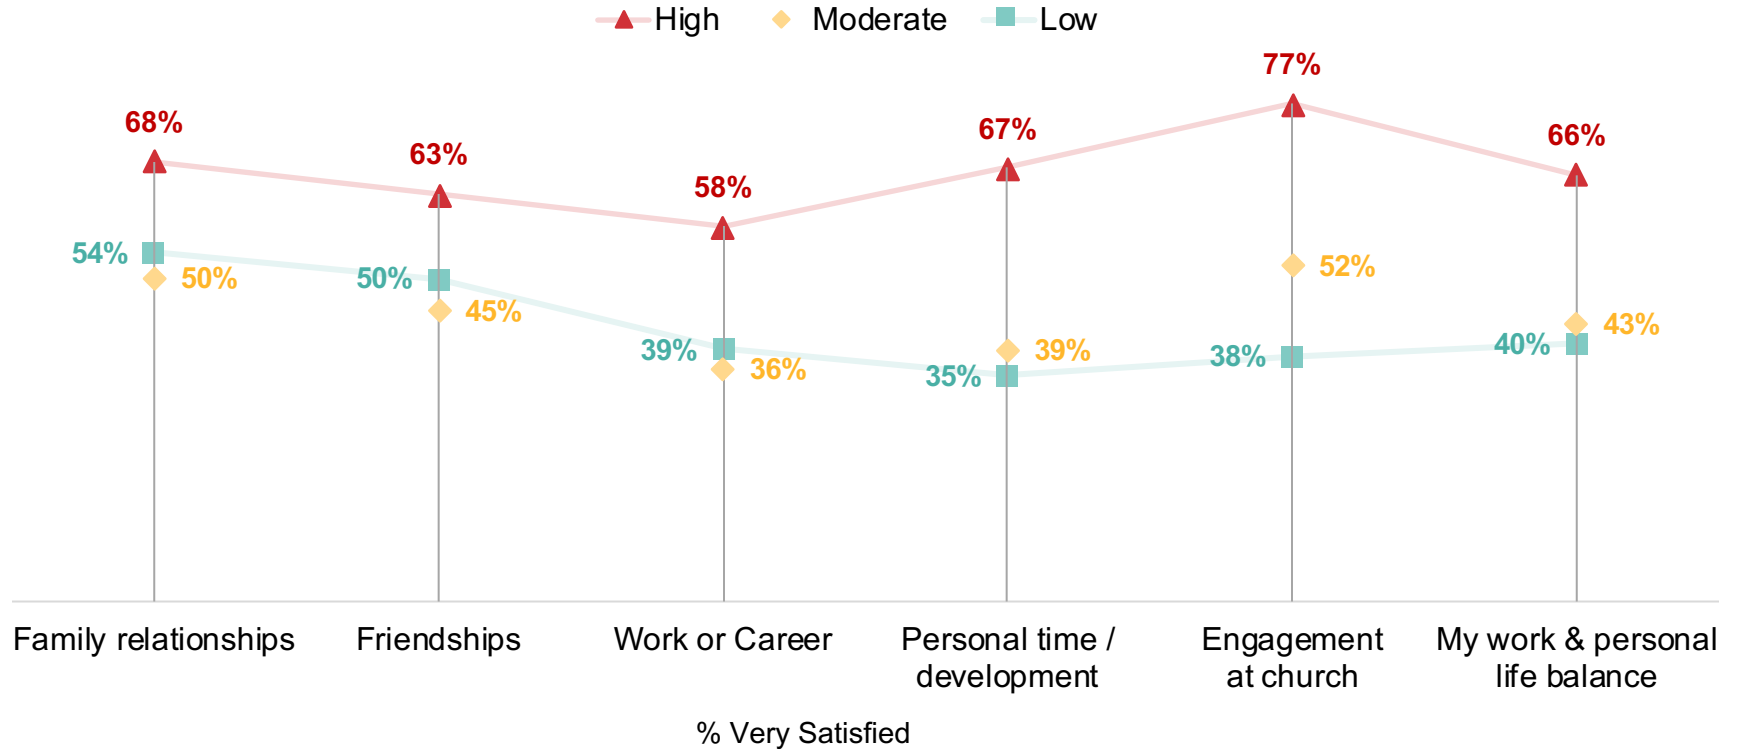 High Moderate Low
77%
68%
67%
66%
63%
58%
54%
50%
50%
45%
52%
39%
36%
35%
39%
38%
40%
43%
Family relationships
Friendships
Work or Career
Personal time /
development
Engagement
at church
My work & personal
life balance
% Very Satisfied